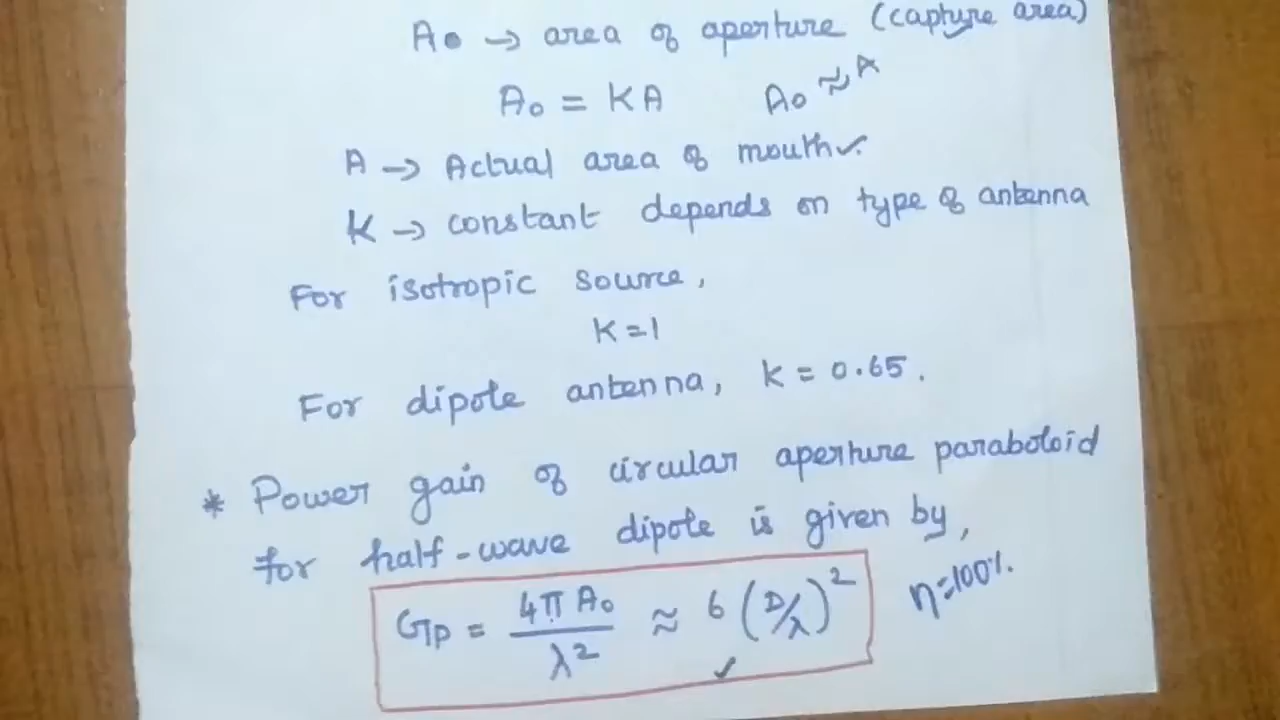 A₀ → area of aperture (capture area)
A₀ = KA A₀ ≈ A
A → Actual area of mouth ✓.
K → constant depends on type of antenna
For isotropic source,
K = 1
For dipole antenna, K = 0.65.
* Power gain of circular aperture paraboloid
for half-wave dipole is given by,
Gp = 4π A₀ / λ² ≈ 6 (D/λ)² η=100%.
✓